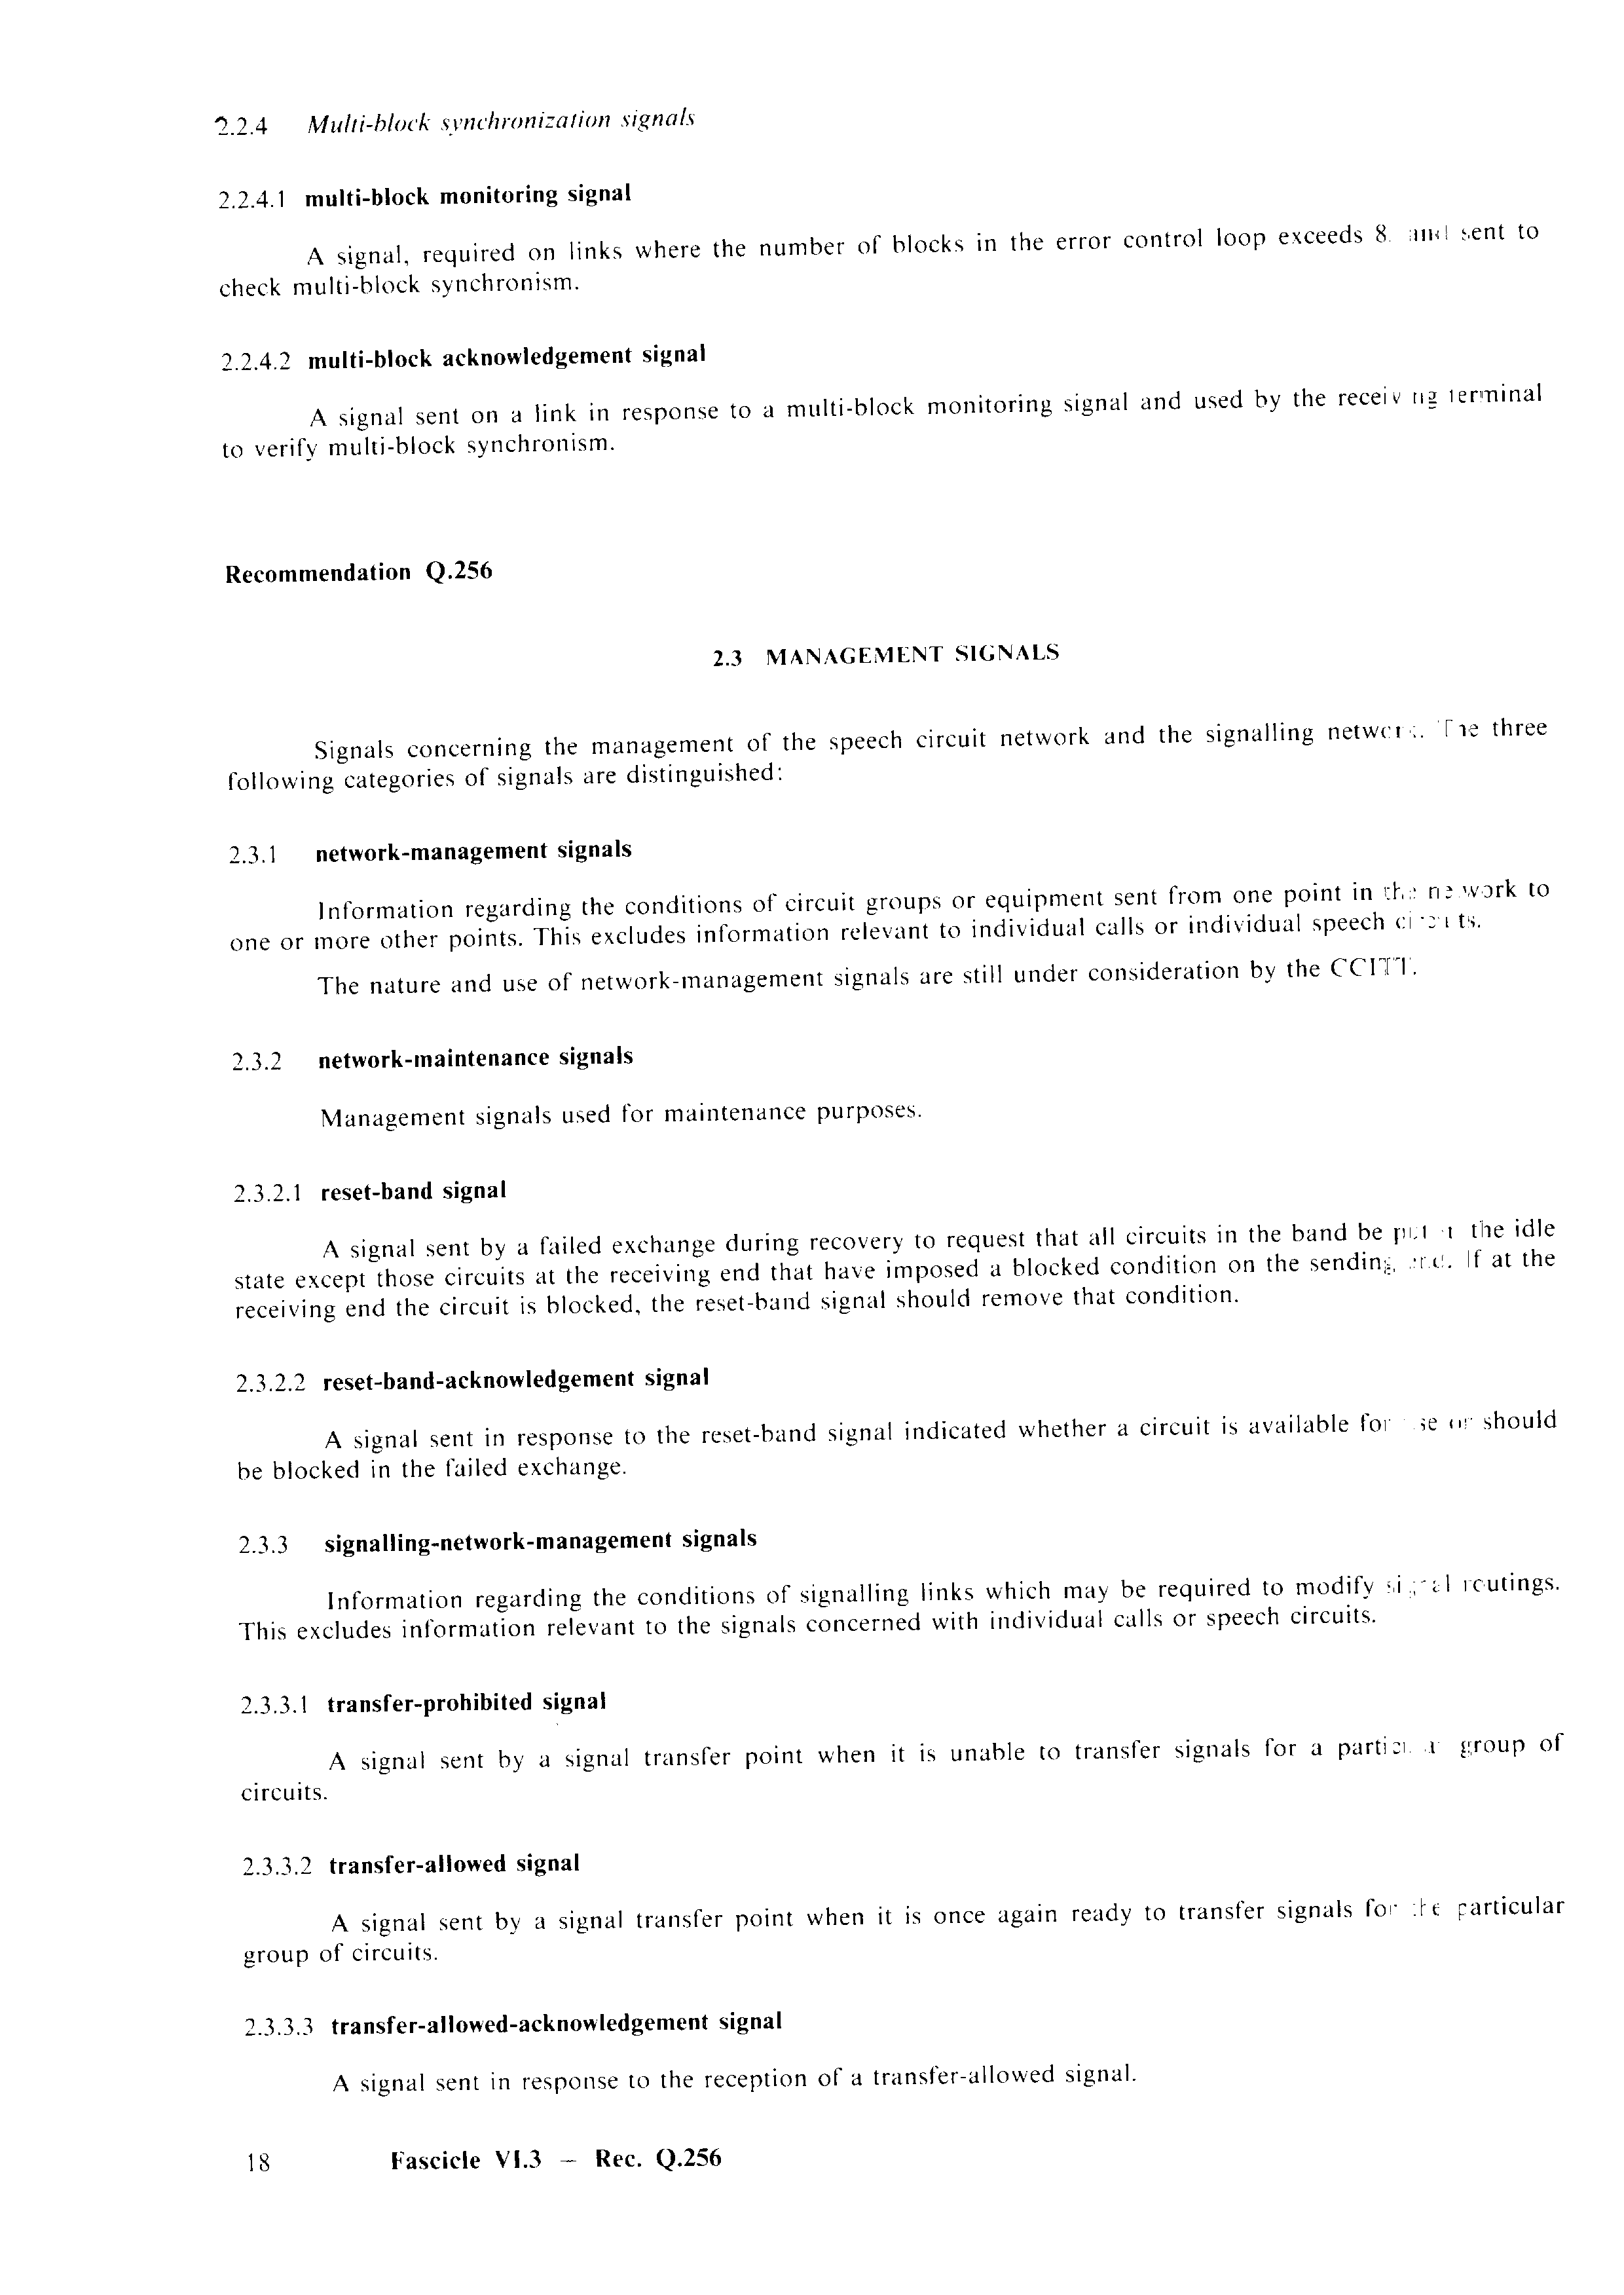 2.2.4 Multi-block synchronization signals
2.2.4.1 multi-block monitoring signal
A signal, required on links where the number of blocks in the error control loop exceeds 8 and sent to
check multi-block synchronism.
2.2.4.2 multi-block acknowledgement signal
A signal sent on a link in response to a multi-block monitoring signal and used by the receiving terminal
to verify multi-block synchronism.
Recommendation Q.256
2.3 MANAGEMENT SIGNALS
Signals concerning the management of the speech circuit network and the signalling network. The three
following categories of signals are distinguished:
2.3.1 network-management signals
Information regarding the conditions of circuit groups or equipment sent from one point in the network to
one or more other points. This excludes information relevant to individual calls or individual speech circuits.
The nature and use of network-management signals are still under consideration by the CCITT.
2.3.2 network-maintenance signals
Management signals used for maintenance purposes.
2.3.2.1 reset-band signal
A signal sent by a failed exchange during recovery to request that all circuits in the band be put the idle
state except those circuits at the receiving end that have imposed a blocked condition on the sending end. If at the
receiving end the circuit is blocked, the reset-band signal should remove that condition.
2.3.2.2 reset-band-acknowledgement signal
A signal sent in response to the reset-band signal indicated whether a circuit is available for use or should
be blocked in the failed exchange.
2.3.3 signalling-network-management signals
Information regarding the conditions of signalling links which may be required to modify signal routings.
This excludes information relevant to the signals concerned with individual calls or speech circuits.
2.3.3.1 transfer-prohibited signal
A signal sent by a signal transfer point when it is unable to transfer signals for a particular group of
circuits.
2.3.3.2 transfer-allowed signal
A signal sent by a signal transfer point when it is once again ready to transfer signals for the particular
group of circuits.
2.3.3.3 transfer-allowed-acknowledgement signal
A signal sent in response to the reception of a transfer-allowed signal.
18 Fascicle VI.3 — Rec. Q.256